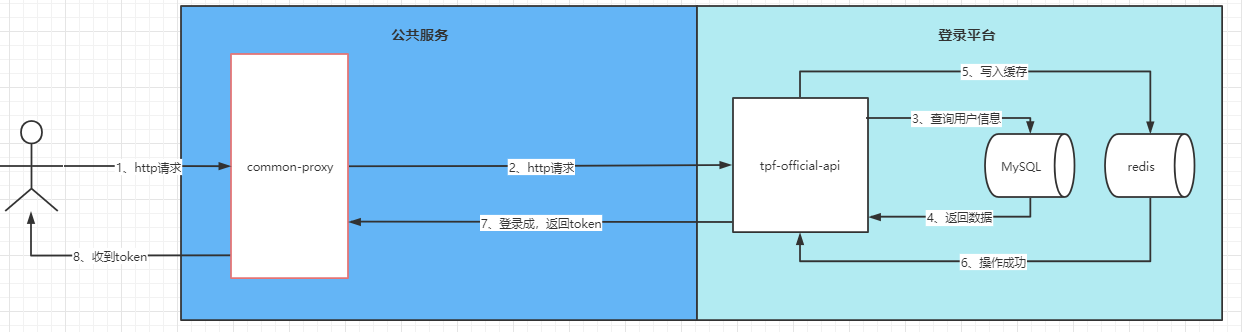 公共服务
登录平台
5、写入缓存
3、查询用户信息
1、http请求
common-proxy
2、http请求
tpf-official-api
MySQL
redis
7、登录成，返回token
4、返回数据
8、收到token
6、操作成功